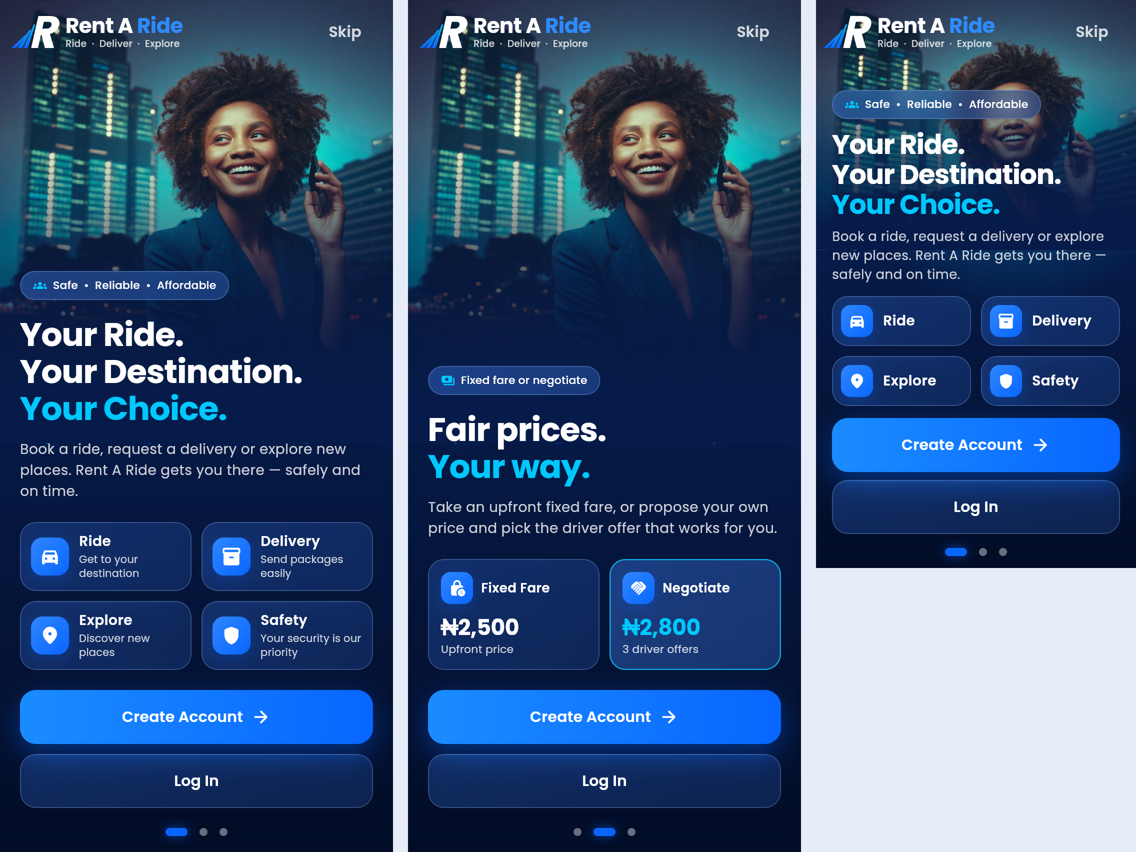 Rent A Ride
Ride · Deliver · Explore
Skip
Safe • Reliable • Affordable
Your Ride.
Your Destination.
Your Choice.
Book a ride, request a delivery or explore new
places. Rent A Ride gets you there — safely and
on time.
Ride
Get to your
destination
Delivery
Send packages
easily
Explore
Discover new
places
Safety
Your security is our
priority
Create Account
Log In
Rent A Ride
Ride · Deliver · Explore
Skip
Fixed fare or negotiate
Fair prices.
Your way.
Take an upfront fixed fare, or propose your own
price and pick the driver offer that works for you.
Fixed Fare
₦2,500
Upfront price
Negotiate
₦2,800
3 driver offers
Create Account
Log In
Rent A Ride
Ride · Deliver · Explore
Skip
Safe • Reliable • Affordable
Your Ride.
Your Destination.
Your Choice.
Book a ride, request a delivery or explore
new places. Rent A Ride gets you there —
safely and on time.
Ride
Delivery
Explore
Safety
Create Account
Log In